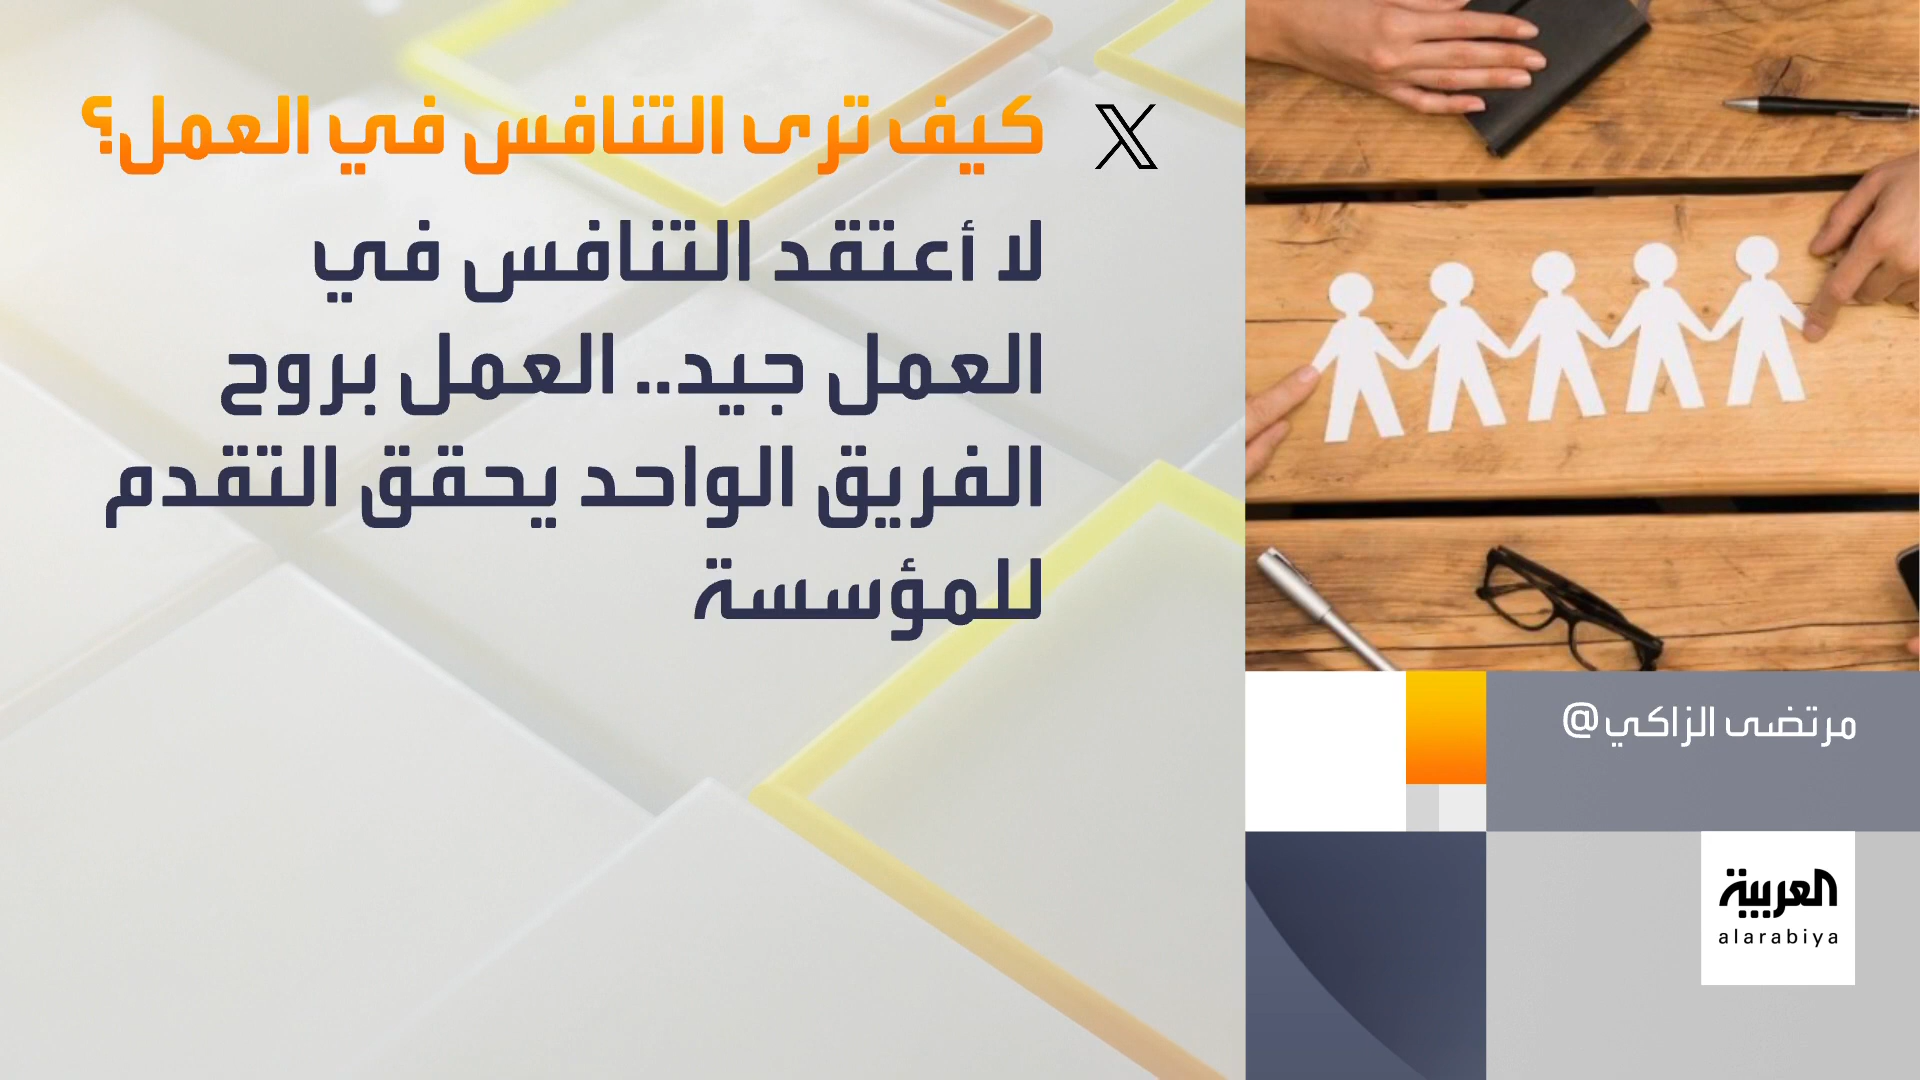 كيف ترى التنافس في العمل؟
لا أعتقد التنافس في
العمل جيد.. العمل بروح
الفريق الواحد يحقق التقدم
للمؤسسة
مرتضى الزاكي@
العربية
alarabiya